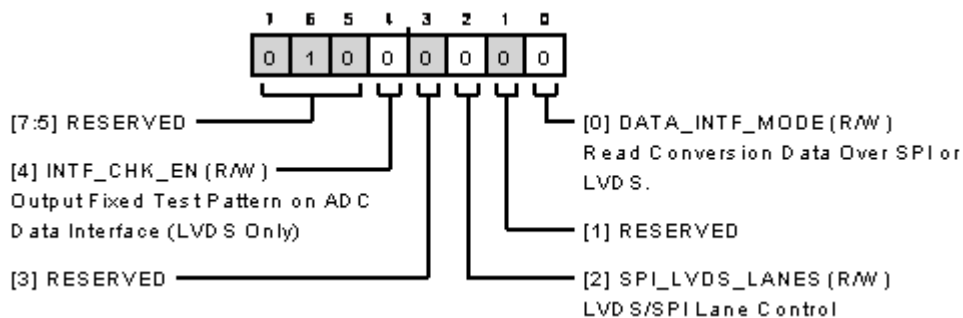 7 6 5 4 3 2 1 0
0 1 0 0 0 0 0 0
[7:5] RESERVED
[4] INTF_CHK_EN (R/W)
Output Fixed Test Pattern on ADC
Data Interface (LVDS Only)
[3] RESERVED
[0] DATA_INTF_MODE (R/W)
Read Conversion Data Over SPI or
LVDS.
[1] RESERVED
[2] SPI_LVDS_LANES (R/W)
LVDS/SPI Lane Control